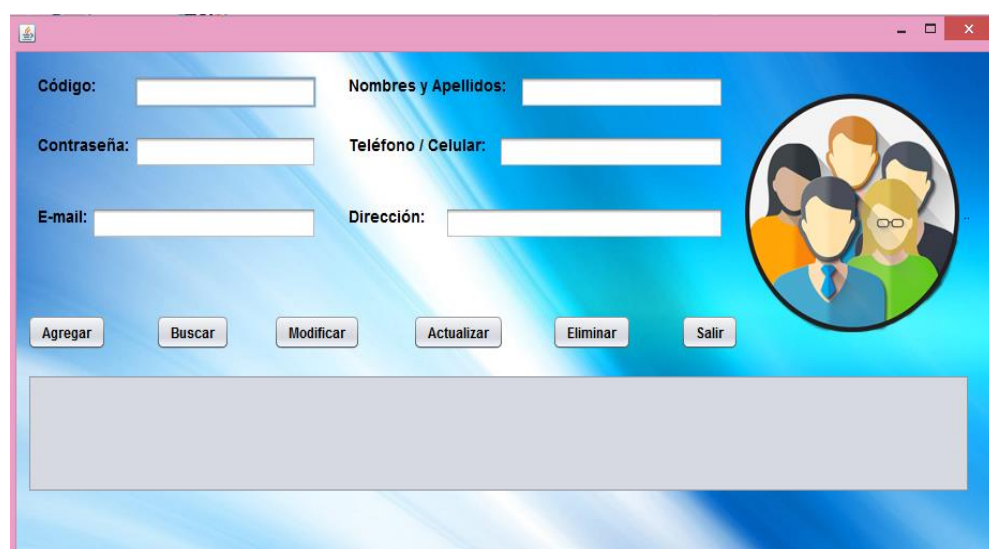 Código: Nombres y Apellidos:
Contraseña: Teléfono / Celular:
E-mail: Dirección:
Agregar Buscar Modificar Actualizar Eliminar Salir